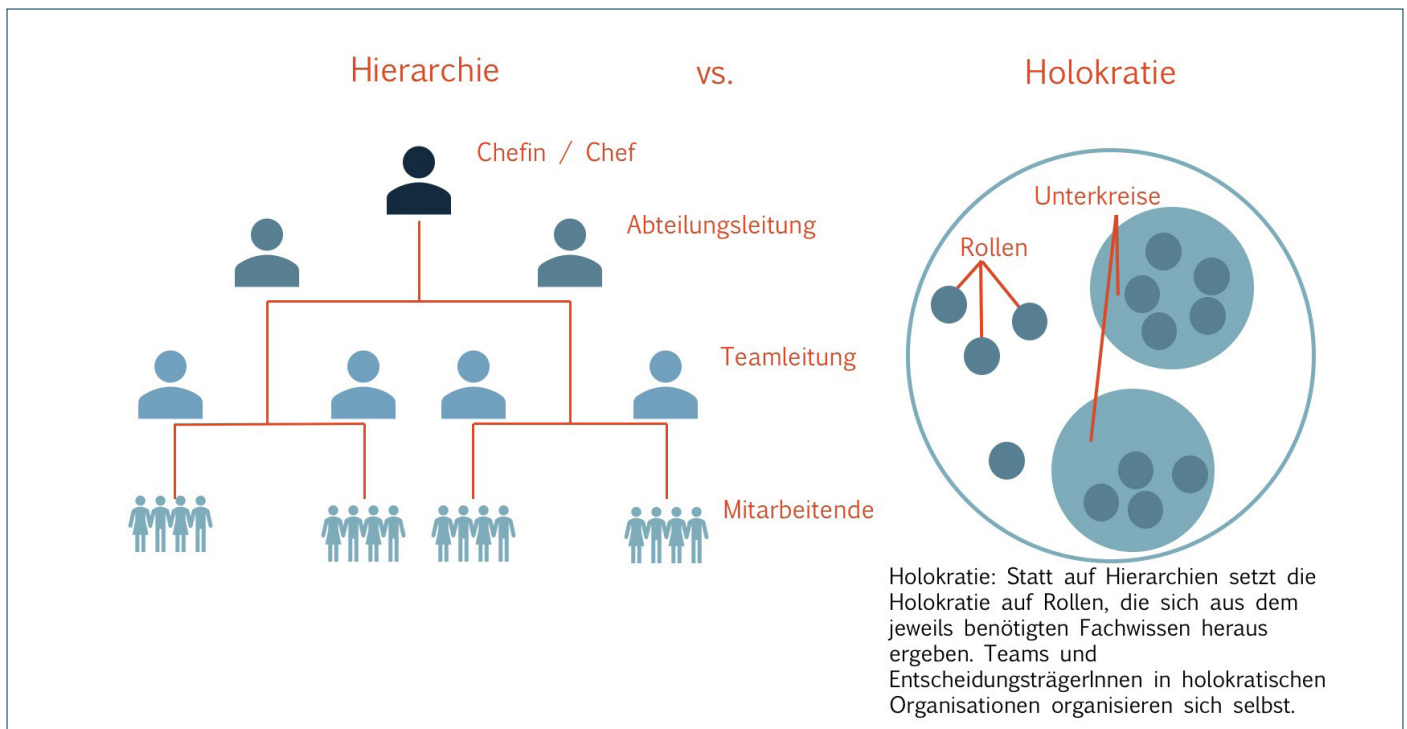 Hierarchie vs. Holokratie
Chefin / Chef
Abteilungsleitung
Teamleitung
Mitarbeitende
Unterkreise
Rollen
Holokratie: Statt auf Hierarchien setzt die
Holokratie auf Rollen, die sich aus dem
jeweils benötigten Fachwissen heraus
ergeben. Teams und
EntscheidungsträgerInnen in holokratischen
Organisationen organisieren sich selbst.